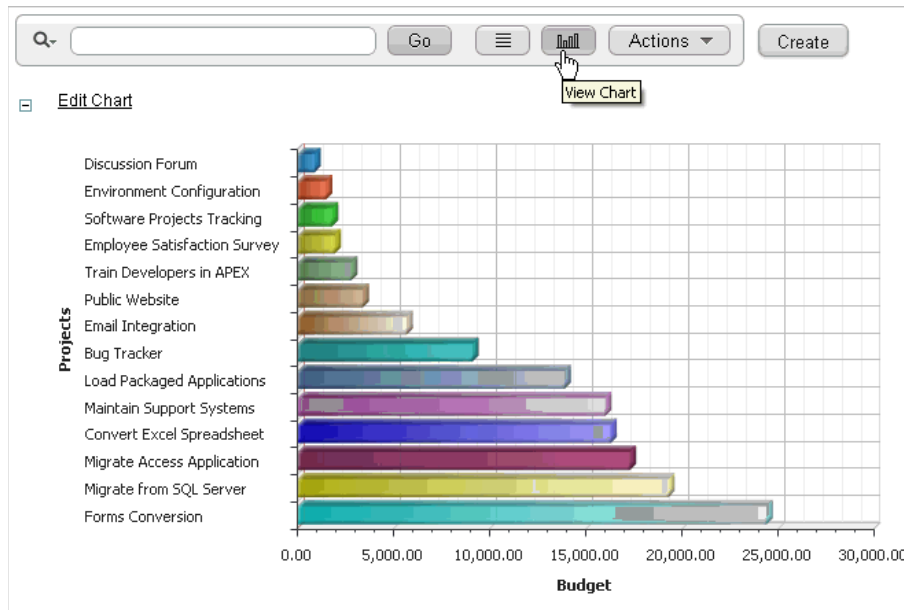 Go Actions Create
View Chart
Edit Chart
Discussion Forum
Environment Configuration
Software Projects Tracking
Employee Satisfaction Survey
Train Developers in APEX
Public Website
Email Integration
Bug Tracker
Load Packaged Applications
Maintain Support Systems
Convert Excel Spreadsheet
Migrate Access Application
Migrate from SQL Server
Forms Conversion
Projects
0.00 5,000.00 10,000.00 15,000.00 20,000.00 25,000.00 30,000.00
Budget